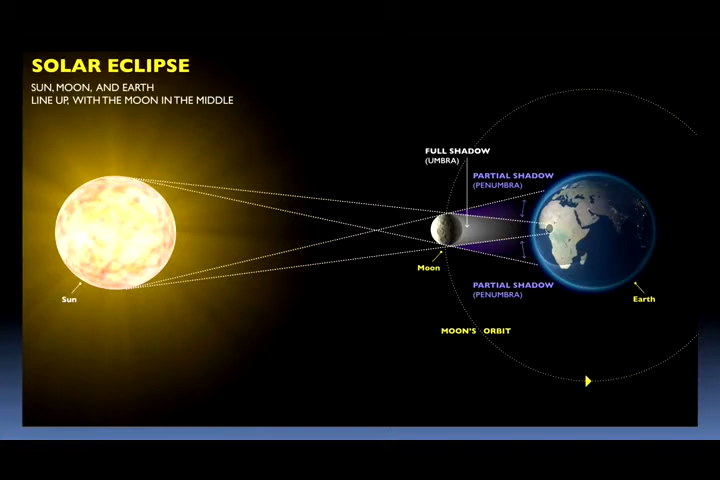 SOLAR ECLIPSE
SUN, MOON, AND EARTH
LINE UP, WITH THE MOON IN THE MIDDLE
FULL SHADOW
(UMBRA)
PARTIAL SHADOW
(PENUMBRA)
Moon
Sun
PARTIAL SHADOW
(PENUMBRA)
Earth
MOON'S ORBIT